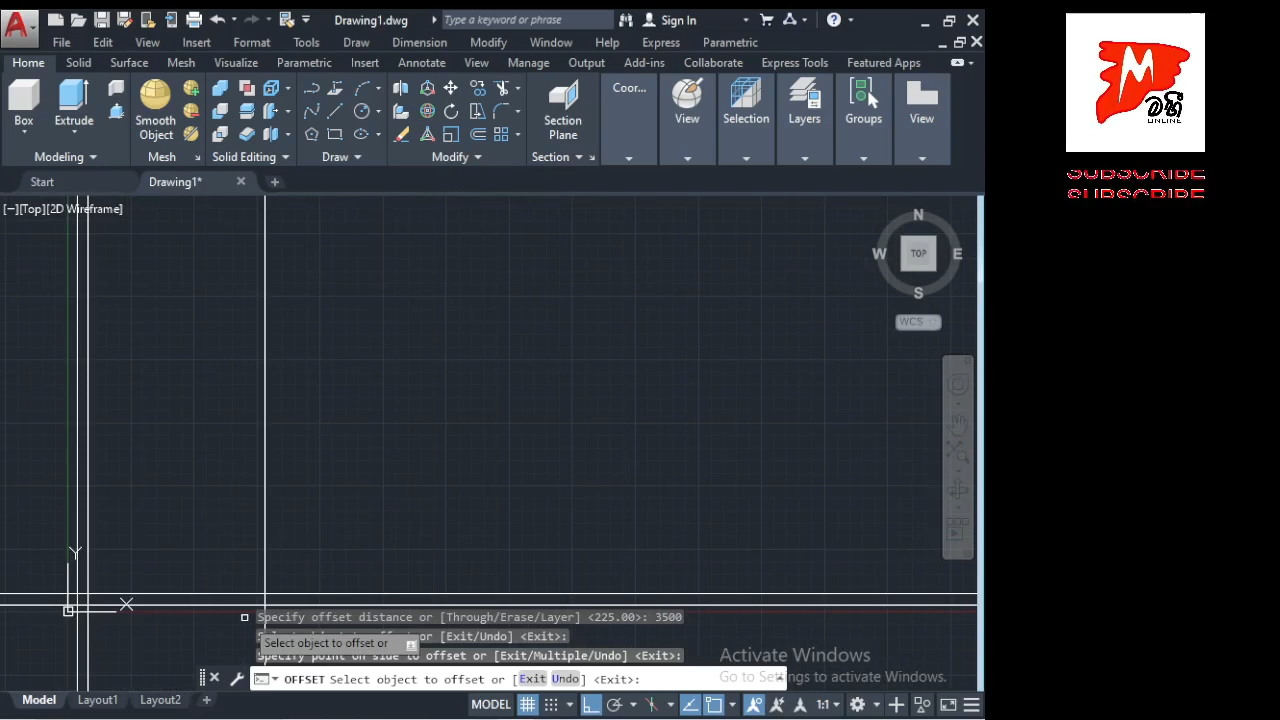 Drawing1.dwg
Type a keyword or phrase
Sign In
File Edit View Insert Format Tools Draw Dimension Modify Window Help Express Parametric
Home Solid Surface Mesh Visualize Parametric Insert Annotate View Manage Output Add-ins Collaborate Express Tools Featured Apps
Box
Extrude
Smooth
Object
Section
Plane
Coor...
View
Selection
Layers
Groups
View
Modeling
Mesh
Solid Editing
Draw
Modify
Section
Start
Drawing1*
[−][Top][2D Wireframe]
N
W
TOP
E
S
WCS
Y
X
Specify offset distance or [Through/Erase/Layer] <225.00>: 3500
Select object to offset or
Specify point on side to offset or [Exit/Multiple/Undo] <Exit>:
OFFSET Select object to offset or [Exit Undo] <Exit>:
Activate Windows
Go to Settings to activate Windows.
Model Layout1 Layout2
MODEL
1:1
M
මහී
ONLINE
SUBSCRIBE
SUBSCRIBE